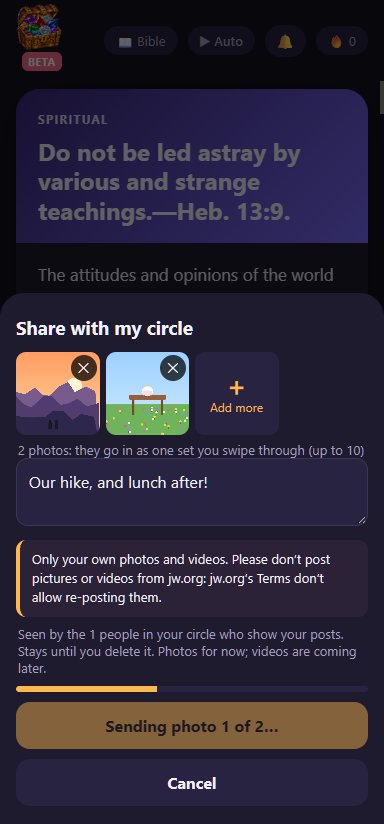 BETA
Bible
Auto
0
SPIRITUAL
Do not be led astray by
various and strange
teachings.—Heb. 13:9.
The attitudes and opinions of the world
Share with my circle
+
Add more
2 photos: they go in as one set you swipe through (up to 10)
Our hike, and lunch after!
Only your own photos and videos. Please don’t post
pictures or videos from jw.org: jw.org’s Terms don’t
allow re-posting them.
Seen by the 1 people in your circle who show your posts.
Stays until you delete it. Photos for now; videos are coming
later.
Sending photo 1 of 2…
Cancel